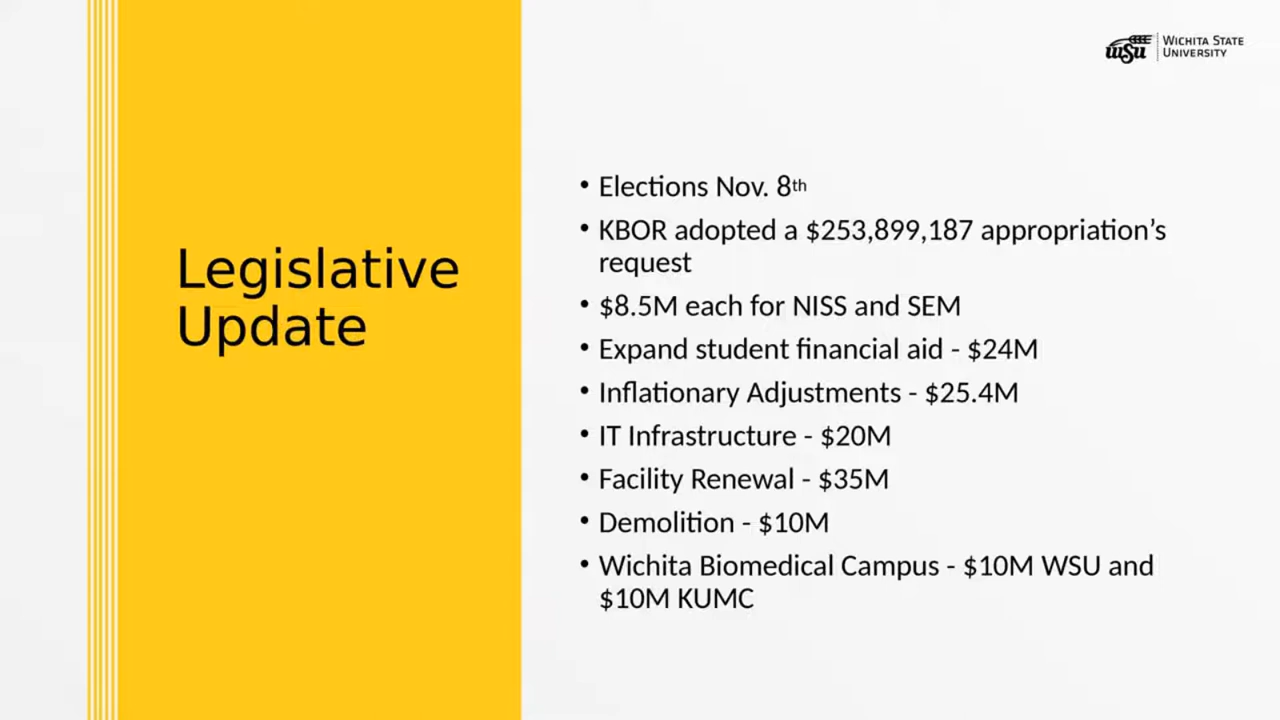 wsu
WICHITA STATE
UNIVERSITY
Legislative
Update
• Elections Nov. 8th
• KBOR adopted a $253,899,187 appropriation’s
request
• $8.5M each for NISS and SEM
• Expand student financial aid - $24M
• Inflationary Adjustments - $25.4M
• IT Infrastructure - $20M
• Facility Renewal - $35M
• Demolition - $10M
• Wichita Biomedical Campus - $10M WSU and
$10M KUMC